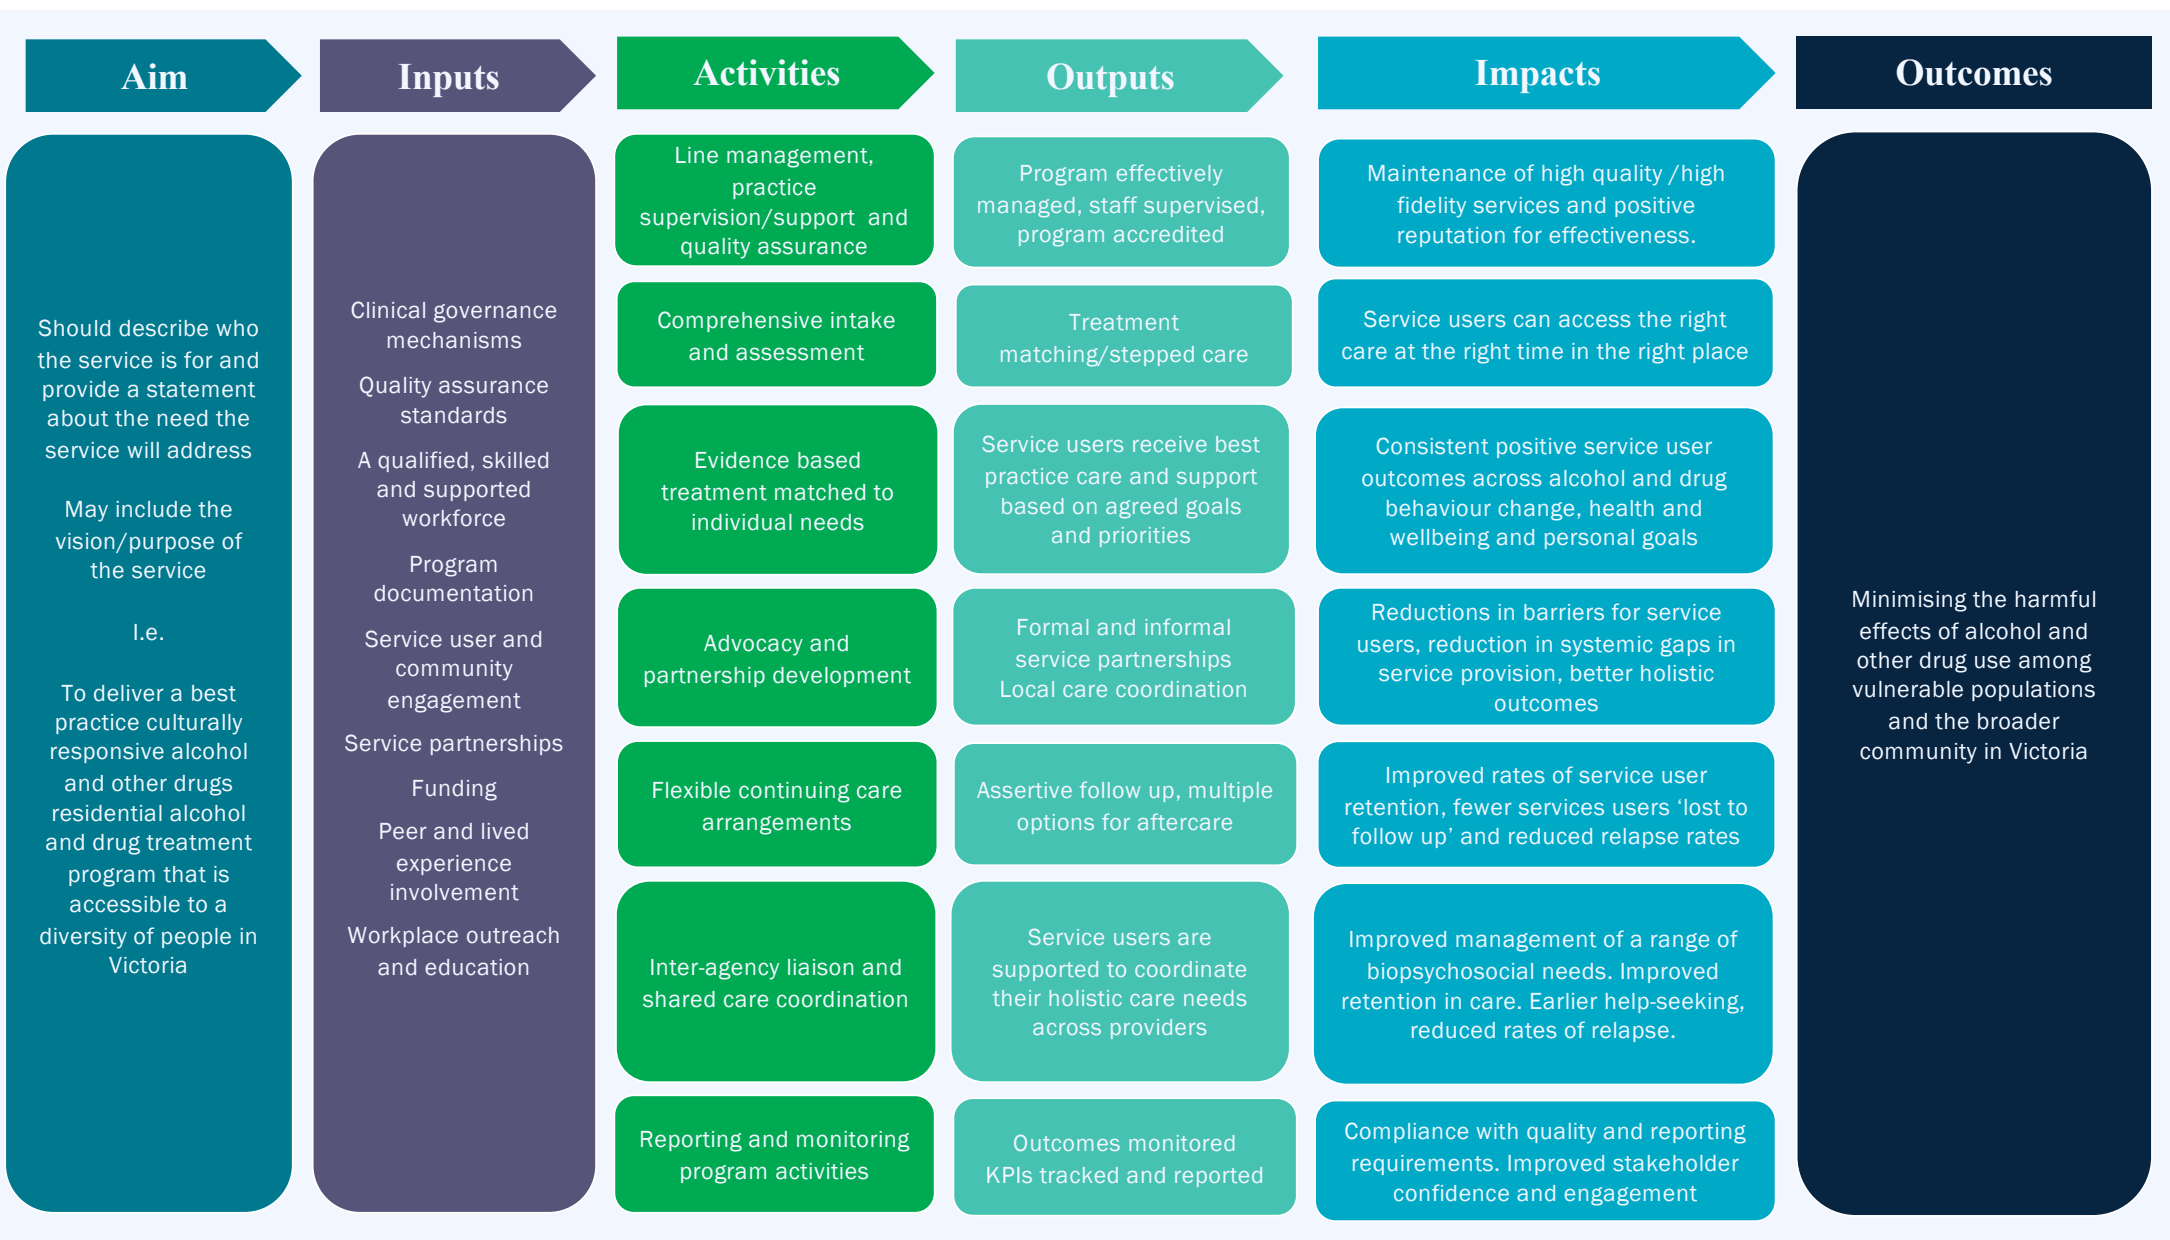 Aim
Inputs
Activities
Outputs
Impacts
Outcomes
Should describe who
the service is for and
provide a statement
about the need the
service will address
May include the
vision/purpose of
the service
I.e.
To deliver a best
practice culturally
responsive alcohol
and other drugs
residential alcohol
and drug treatment
program that is
accessible to a
diversity of people in
Victoria
Clinical governance
mechanisms
Quality assurance
standards
A qualified, skilled
and supported
workforce
Program
documentation
Service user and
community
engagement
Service partnerships
Funding
Peer and lived
experience
involvement
Workplace outreach
and education
Line management,
practice
supervision/support and
quality assurance
Comprehensive intake
and assessment
Evidence based
treatment matched to
individual needs
Advocacy and
partnership development
Flexible continuing care
arrangements
Inter-agency liaison and
shared care coordination
Reporting and monitoring
program activities
Program effectively
managed, staff supervised,
program accredited
Treatment
matching/stepped care
Service users receive best
practice care and support
based on agreed goals
and priorities
Formal and informal
service partnerships
Local care coordination
Assertive follow up, multiple
options for aftercare
Service users are
supported to coordinate
their holistic care needs
across providers
Outcomes monitored
KPIs tracked and reported
Maintenance of high quality /high
fidelity services and positive
reputation for effectiveness.
Service users can access the right
care at the right time in the right place
Consistent positive service user
outcomes across alcohol and drug
behaviour change, health and
wellbeing and personal goals
Reductions in barriers for service
users, reduction in systemic gaps in
service provision, better holistic
outcomes
Improved rates of service user
retention, fewer services users ‘lost to
follow up’ and reduced relapse rates
Improved management of a range of
biopsychosocial needs. Improved
retention in care. Earlier help-seeking,
reduced rates of relapse.
Compliance with quality and reporting
requirements. Improved stakeholder
confidence and engagement
Minimising the harmful
effects of alcohol and
other drug use among
vulnerable populations
and the broader
community in Victoria